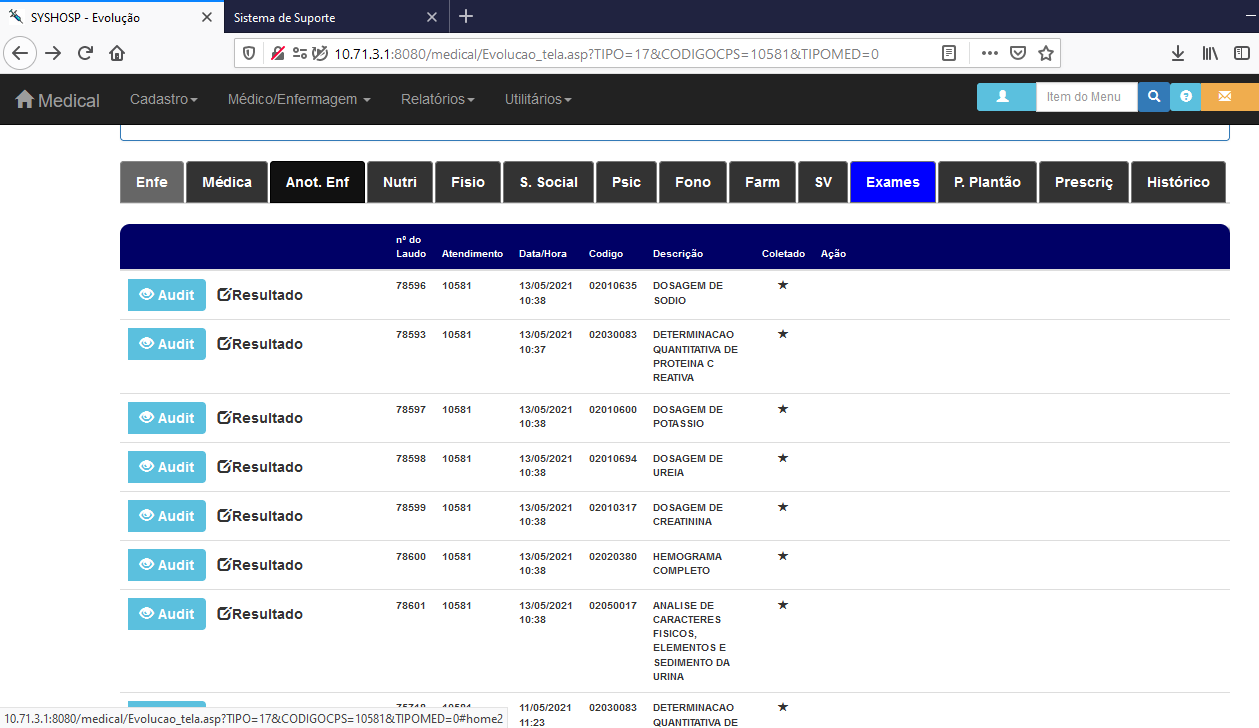 SYSHOSP - Evolução
Sistema de Suporte
10.71.3.1:8080/medical/Evolucao_tela.asp?TIPO=17&CODIGOCPS=10581&TIPOMED=0
Medical Cadastro Médico/Enfermagem Relatórios Utilitários Item do Menu
Enfe Médica Anot. Enf Nutri Fisio S. Social Psic Fono Farm SV Exames P. Plantão Prescriç Histórico
nº do
Laudo Atendimento Data/Hora Codigo Descrição Coletado Ação
Audit Resultado 78596 10581 13/05/2021 02010635 DOSAGEM DE ★
10:38 SODIO
Audit Resultado 78593 10581 13/05/2021 02030083 DETERMINACAO ★
10:37 QUANTITATIVA DE
PROTEINA C
REATIVA
Audit Resultado 78597 10581 13/05/2021 02010600 DOSAGEM DE ★
10:38 POTASSIO
Audit Resultado 78598 10581 13/05/2021 02010694 DOSAGEM DE ★
10:38 UREIA
Audit Resultado 78599 10581 13/05/2021 02010317 DOSAGEM DE ★
10:38 CREATININA
Audit Resultado 78600 10581 13/05/2021 02020380 HEMOGRAMA ★
10:38 COMPLETO
Audit Resultado 78601 10581 13/05/2021 02050017 ANALISE DE ★
10:38 CARACTERES
FISICOS,
ELEMENTOS E
SEDIMENTO DA
URINA
10581 11/05/2021 02030083 DETERMINACAO ★
11:23 QUANTITATIVA DE
10.71.3.1:8080/medical/Evolucao_tela.asp?TIPO=17&CODIGOCPS=10581&TIPOMED=0#home2